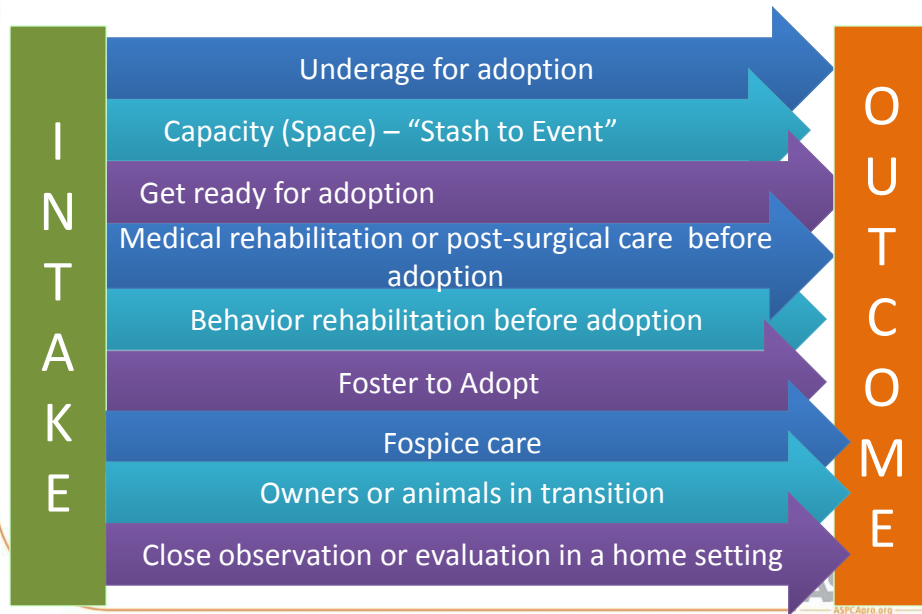 INTAKE
Underage for adoption
Capacity (Space) – “Stash to Event”
Get ready for adoption
Medical rehabilitation or post-surgical care before
adoption
Behavior rehabilitation before adoption
Foster to Adopt
Fospice care
Owners or animals in transition
Close observation or evaluation in a home setting
OUTCOME
ASPCApro.org